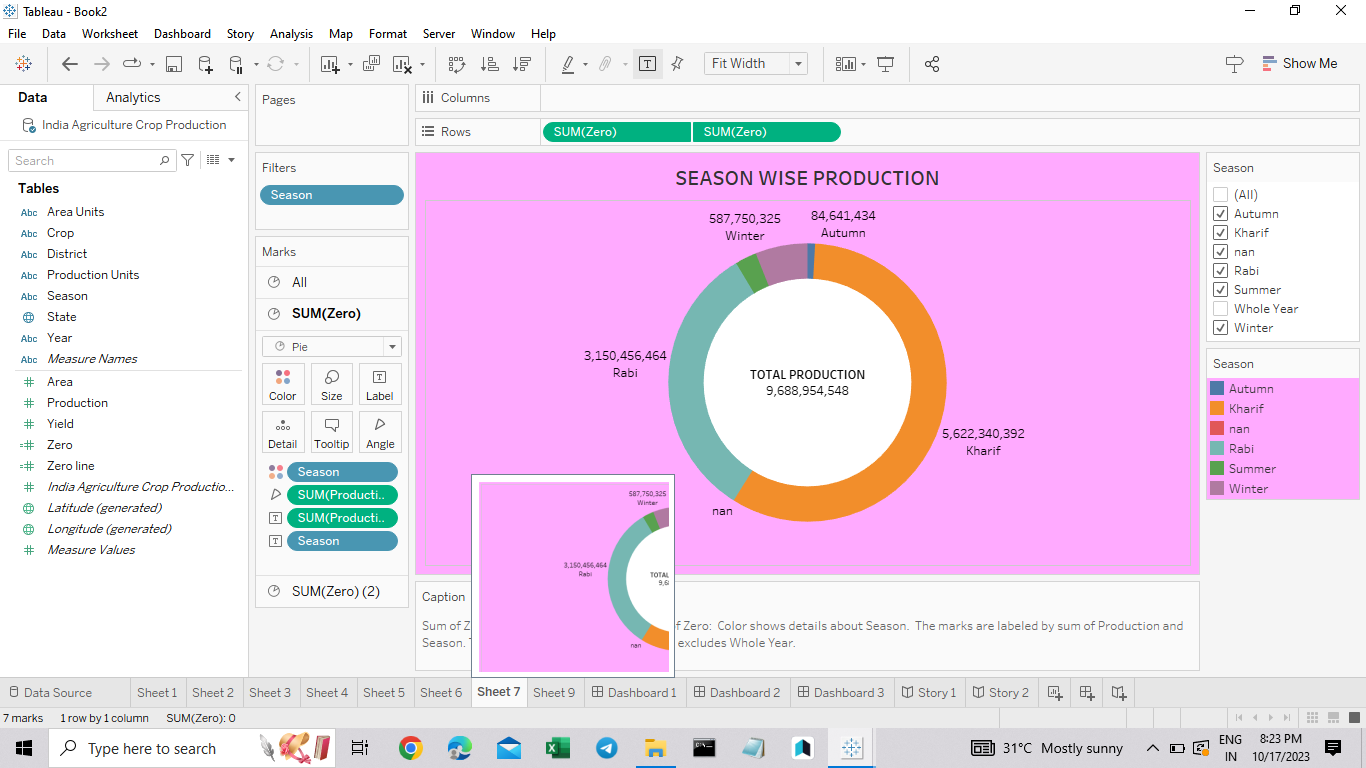 Tableau - Book2
File Data Worksheet Dashboard Story Analysis Map Format Server Window Help
Fit Width
Show Me
Data Analytics
India Agriculture Crop Production
Search
Tables
Abc Area Units
Abc Crop
Abc District
Abc Production Units
Abc Season
State
Abc Year
Abc Measure Names
Area
Production
Yield
Zero
Zero line
India Agriculture Crop Productio...
Latitude (generated)
Longitude (generated)
Measure Values
Pages
Filters
Season
Marks
All
SUM(Zero)
Pie
Color Size Label
Detail Tooltip Angle
Season
SUM(Producti..
SUM(Producti..
Season
SUM(Zero) (2)
Columns
Rows SUM(Zero) SUM(Zero)
SEASON WISE PRODUCTION
587,750,325
Winter
84,641,434
Autumn
3,150,456,464
Rabi
TOTAL PRODUCTION
9,688,954,548
5,622,340,392
Kharif
nan
Season
(All)
Autumn
Kharif
nan
Rabi
Summer
Whole Year
Winter
Season
Autumn
Kharif
nan
Rabi
Summer
Winter
587,750,325
Winter
3,150,456,464
Rabi
TOTAL
9,68
nan
Caption
Sum of Z f Zero: Color shows details about Season. The marks are labeled by sum of Production and
Season. excludes Whole Year.
Data Source Sheet 1 Sheet 2 Sheet 3 Sheet 4 Sheet 5 Sheet 6 Sheet 7 Sheet 9 Dashboard 1 Dashboard 2 Dashboard 3 Story 1 Story 2
7 marks 1 row by 1 column SUM(Zero): 0
Type here to search
31°C Mostly sunny
ENG
IN
8:23 PM
10/17/2023